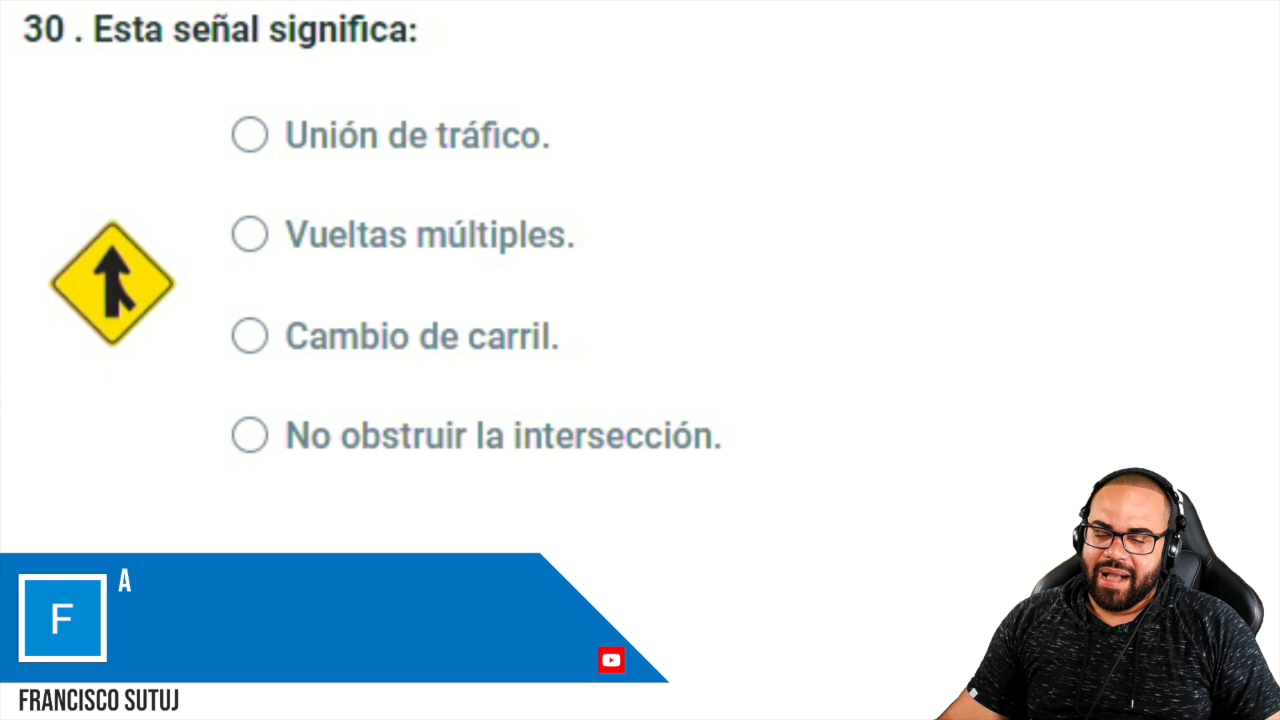 30 . Esta señal significa:
Unión de tráfico.
Vueltas múltiples.
Cambio de carril.
No obstruir la intersección.
A
F
FRANCISCO SUTUJ